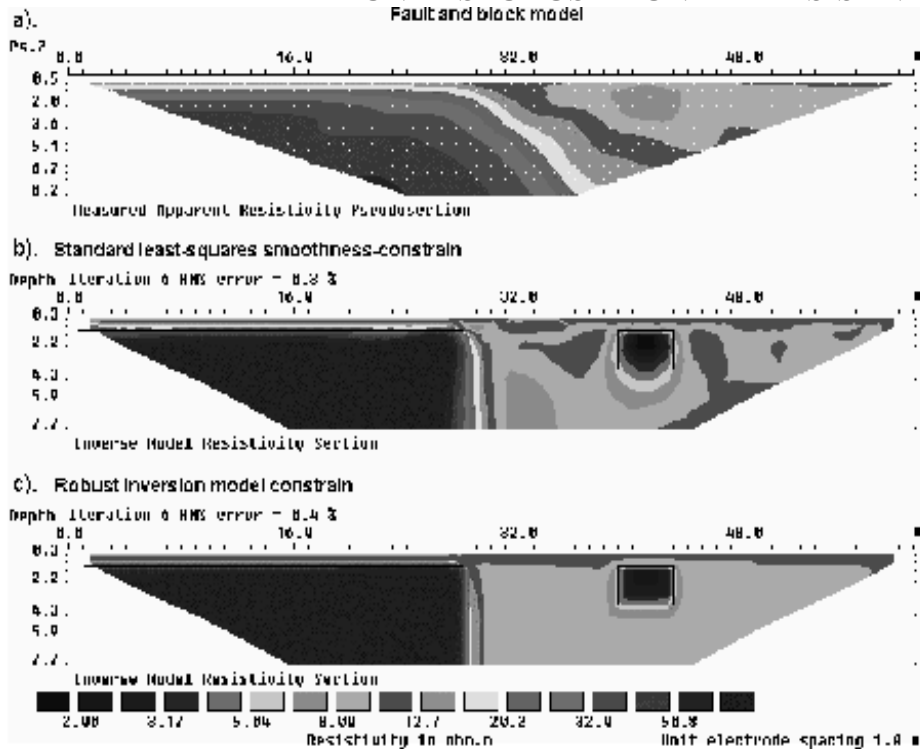 Fault and block model
a).
Ps.Z
0.0 16.0 32.0 48.0
0.5
2.0
3.6
5.1
6.7
8.2
Measured Apparent Resistivity Pseudosection
b). Standard least-squares smoothness-constrain
Depth Iteration 6 RMS error = 0.3 %
0.0 16.0 32.0 48.0
0.3
2.2
4.3
5.9
7.7
Inverse Model Resistivity Section
c). Robust inversion model constrain
Depth Iteration 6 RMS error = 0.4 %
0.0 16.0 32.0 48.0
0.3
2.2
4.3
5.9
7.7
Inverse Model Resistivity Section
2.00 3.17 5.04 8.00 12.7 20.2 32.0 50.8
Resistivity in ohm.m Unit electrode spacing 1.0 m